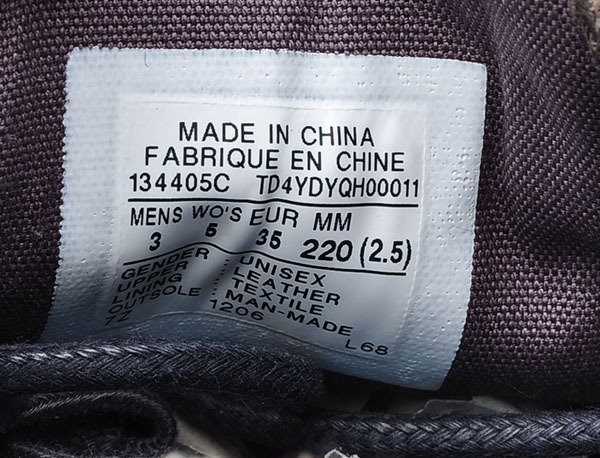 MADE IN CHINA
FABRIQUE EN CHINE
134405C TD4YDYQH00011
MENS WO'S EUR MM
3 5 35 220 (2.5)
GENDER : UNISEX
UPPER : LEATHER
LINING : TEXTILE
OUTSOLE : MAN-MADE
7Z 1206 L68